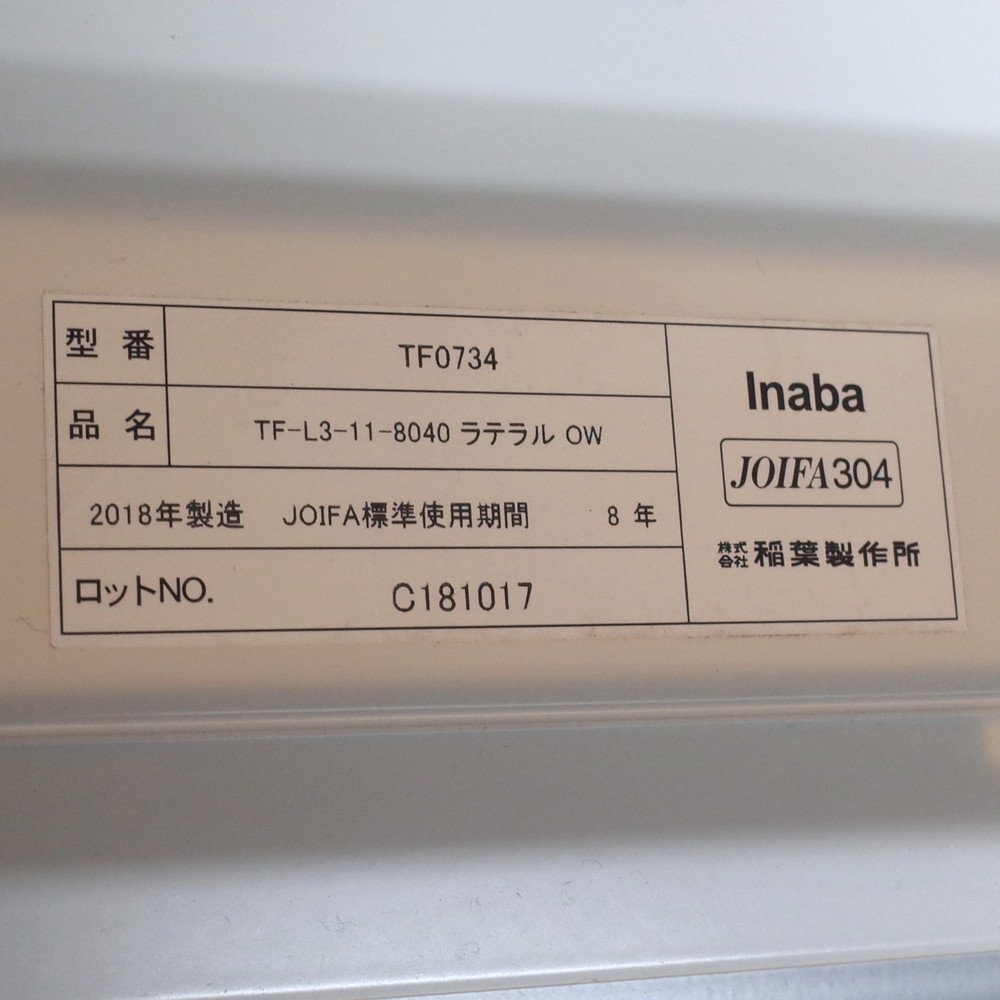 型番 TF0734
品名 TF-L3-11-8040 ラテラル OW
2018年製造 JOIFA標準使用期間 8年
ロットNO. C181017
Inaba
JOIFA304
株式会社 稲葉製作所